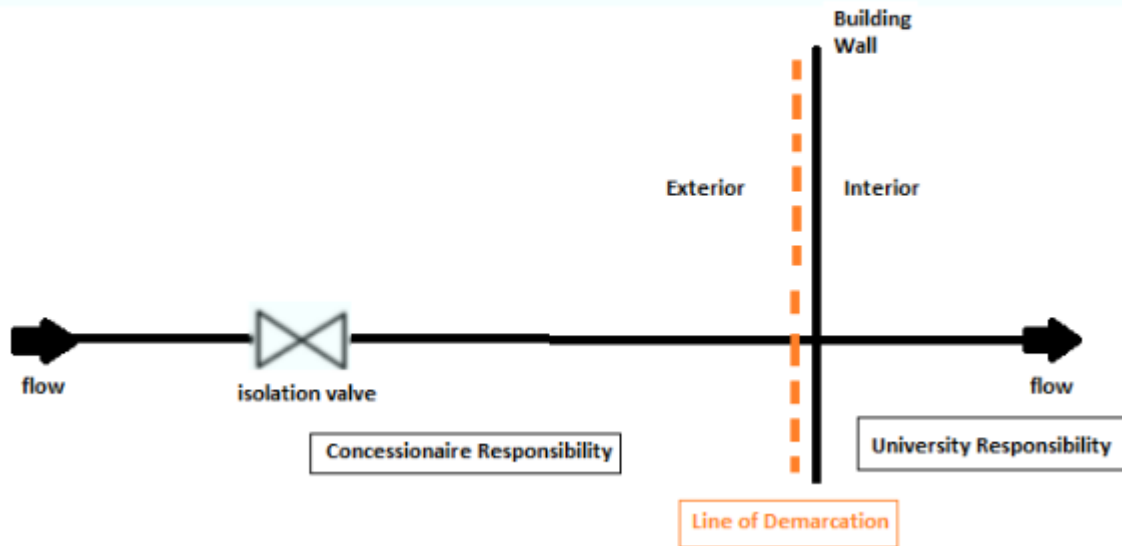 Building
Wall
Exterior
Interior
flow
isolation valve
flow
Concessionaire Responsibility
University Responsibility
Line of Demarcation